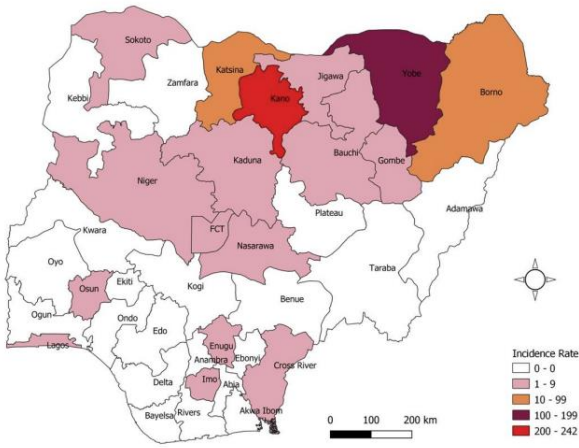 Sokoto
Katsina
Jigawa
Yobe
Borno
Kebbi
Zamfara
Kano
Kaduna
Bauchi
Gombe
Niger
Plateau
Adamawa
FCT
Nasarawa
Taraba
Kwara
Oyo
Osun
Ekiti
Kogi
Benue
Ogun
Ondo
Edo
Lagos
Enugu
Anambra
Ebonyi
Cross River
Delta
Imo
Abia
Bayelsa
Rivers
Akwa Ibom
0 100 200 km
Incidence Rate
0 - 0
1 - 9
10 - 99
100 - 199
200 - 242